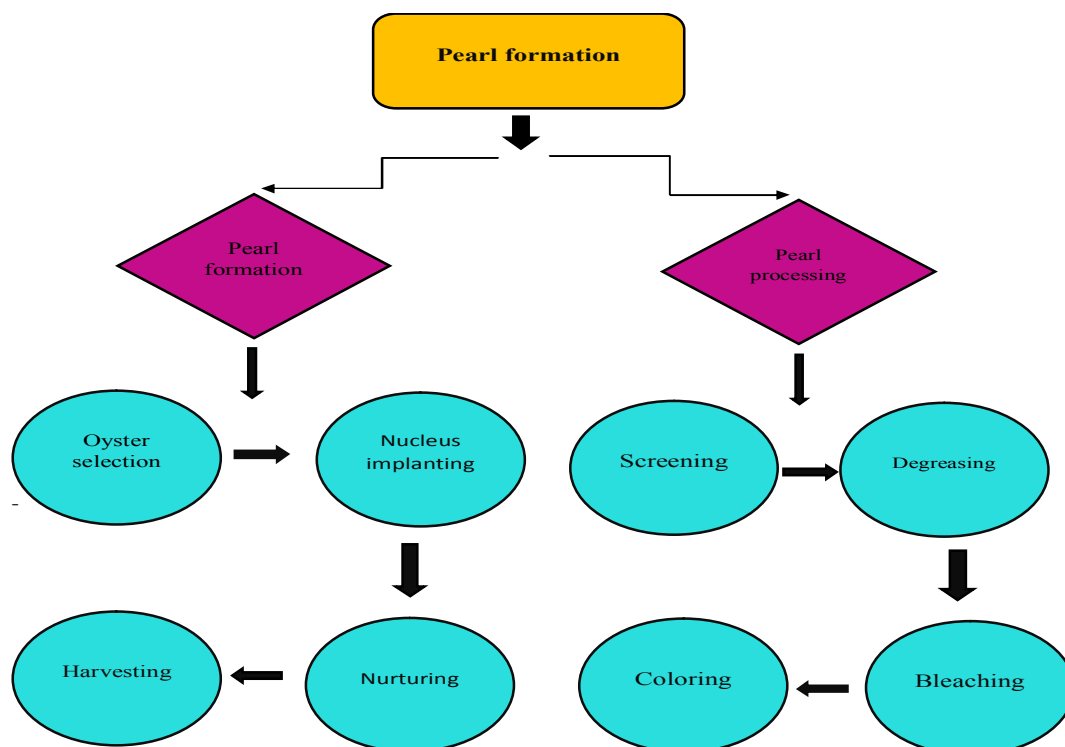 Pearl formation
Pearl
formation
Pearl
processing
Oyster
selection
Nucleus
implanting
Screening
Degreasing
Harvesting
Nurturing
Coloring
Bleaching